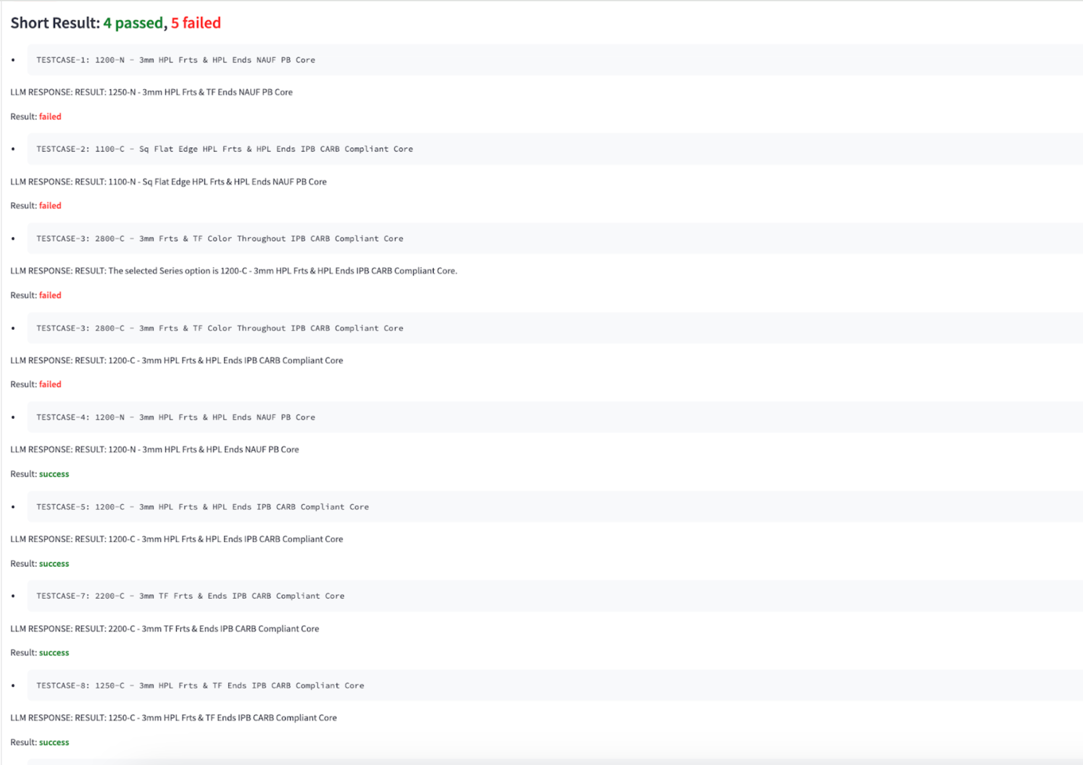 Short Result: 4 passed, 5 failed
TESTCASE-1: 1200-N - 3mm HPL Frts & HPL Ends NAUF PB Core
LLM RESPONSE: RESULT: 1250-N - 3mm HPL Frts & TF Ends NAUF PB Core
Result: failed
TESTCASE-2: 1100-C - Sq Flat Edge HPL Frts & HPL Ends IPB CARB Compliant Core
LLM RESPONSE: RESULT: 1100-N - Sq Flat Edge HPL Frts & HPL Ends NAUF PB Core
Result: failed
TESTCASE-3: 2800-C - 3mm Frts & TF Color Throughout IPB CARB Compliant Core
LLM RESPONSE: RESULT: The selected Series option is 1200-C - 3mm HPL Frts & HPL Ends IPB CARB Compliant Core.
Result: failed
TESTCASE-3: 2800-C - 3mm Frts & TF Color Throughout IPB CARB Compliant Core
LLM RESPONSE: RESULT: 1200-C - 3mm HPL Frts & HPL Ends IPB CARB Compliant Core
Result: failed
TESTCASE-4: 1200-N - 3mm HPL Frts & HPL Ends NAUF PB Core
LLM RESPONSE: RESULT: 1200-N - 3mm HPL Frts & HPL Ends NAUF PB Core
Result: success
TESTCASE-5: 1200-C - 3mm HPL Frts & HPL Ends IPB CARB Compliant Core
LLM RESPONSE: RESULT: 1200-C - 3mm HPL Frts & HPL Ends IPB CARB Compliant Core
Result: success
TESTCASE-7: 2200-C - 3mm TF Frts & Ends IPB CARB Compliant Core
LLM RESPONSE: RESULT: 2200-C - 3mm TF Frts & Ends IPB CARB Compliant Core
Result: success
TESTCASE-8: 1250-C - 3mm HPL Frts & TF Ends IPB CARB Compliant Core
LLM RESPONSE: RESULT: 1250-C - 3mm HPL Frts & TF Ends IPB CARB Compliant Core
Result: success